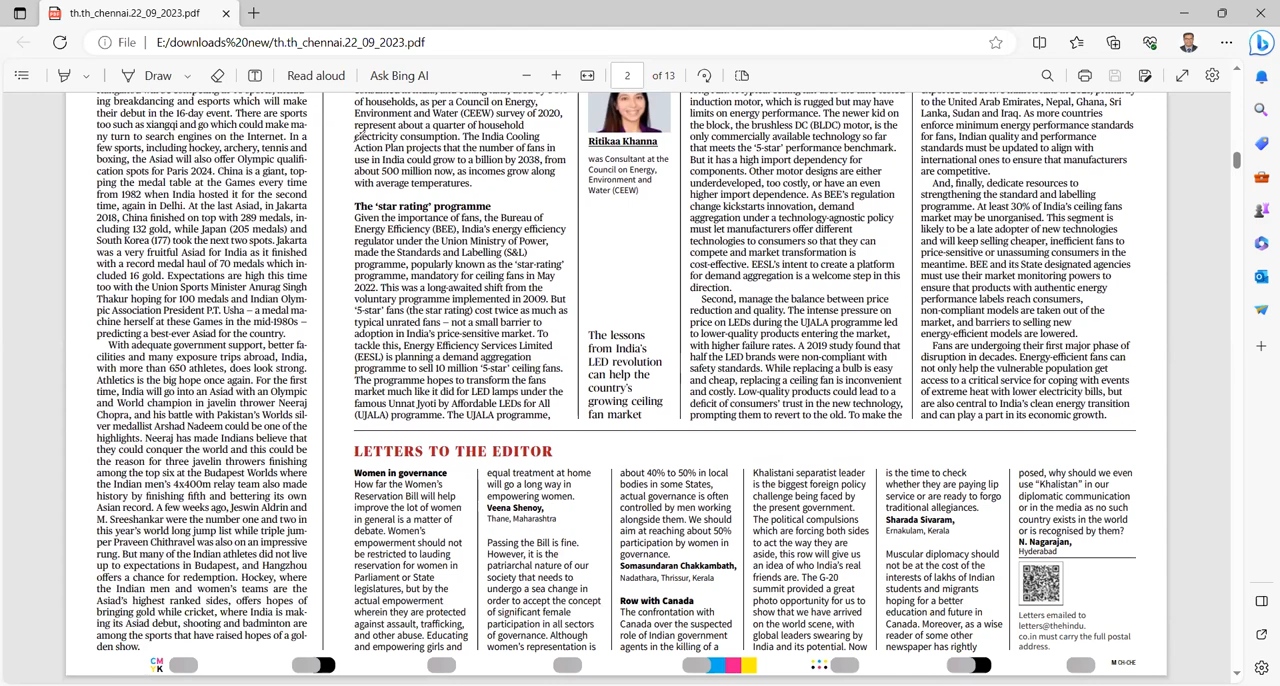 th.th_chennai.22_09_2023.pdf
File
E:/downloads%20new/th.th_chennai.22_09_2023.pdf
Draw
Read aloud
Ask Bing AI
2
of 13
ing breakdancing and esports which will make
their debut in the 16-day event. There are sports
too such as xiangqi and go which could make ma-
ny turn to search engines on the Internet. In a
few sports, including hockey, archery, tennis and
boxing, the Asiad will also offer Olympic qualifi-
cation spots for Paris 2024. China is a giant, top-
ping the medal table at the Games every time
from 1982 when India hosted it for the second
time, again in Delhi. At the last Asiad, in Jakarta
2018, China finished on top with 289 medals, in-
cluding 132 gold, while Japan (205 medals) and
South Korea (177) took the next two spots. Jakarta
was a very fruitful Asiad for India as it finished
with a record medal haul of 70 medals which in-
cluded 16 gold. Expectations are high this time
too with the Union Sports Minister Anurag Singh
Thakur hoping for 100 medals and Indian Olym-
pic Association President P.T. Usha – a medal ma-
chine herself at these Games in the mid-1980s –
predicting a best-ever Asiad for the country.
With adequate government support, better fa-
cilities and many exposure trips abroad, India,
with more than 650 athletes, does look strong.
Athletics is the big hope once again. For the first
time, India will go into an Asiad with an Olympic
and World champion in javelin thrower Neeraj
Chopra, and his battle with Pakistan's Worlds sil-
ver medallist Arshad Nadeem could be one of the
highlights. Neeraj has made Indians believe that
they could conquer the world and this could be
the reason for three javelin throwers finishing
among the top six at the Budapest Worlds where
the Indian men's 4x400m relay team also made
history by finishing fifth and bettering its own
Asian record. A few weeks ago, Jeswin Aldrin and
M. Sreeshankar were the number one and two in
this year's world long jump list while triple jum-
per Praveen Chithravel was also on an impressive
rung. But many of the Indian athletes did not live
up to expectations in Budapest, and Hangzhou
offers a chance for redemption. Hockey, where
the Indian men and women's teams are the
Asiad's highest ranked sides, offers hopes of
bringing gold while cricket, where India is mak-
ing its Asiad debut, shooting and badminton are
among the sports that have raised hopes of a gol-
den show.
of households, as per a Council on Energy,
Environment and Water (CEEW) survey of 2020,
represent about a quarter of household
electricity consumption. The India Cooling
Action Plan projects that the number of fans in
use in India could grow to a billion by 2038, from
about 500 million now, as incomes grow along
with average temperatures.
The 'star rating' programme
Given the importance of fans, the Bureau of
Energy Efficiency (BEE), India's energy efficiency
regulator under the Union Ministry of Power,
made the Standards and Labelling (S&L)
programme, popularly known as the 'star-rating'
programme, mandatory for ceiling fans in May
2022. This was a long-awaited shift from the
voluntary programme implemented in 2009. But
'5-star' fans (the star rating) cost twice as much as
typical unrated fans – not a small barrier to
adoption in India's price-sensitive market. To
tackle this, Energy Efficiency Services Limited
(EESL) is planning a demand aggregation
programme to sell 10 million '5-star' ceiling fans.
The programme hopes to transform the fans
market much like it did for LED lamps under the
famous Unnat Jyoti by Affordable LEDs for All
(UJALA) programme. The UJALA programme,
Ritikaa Khanna
was Consultant at the
Council on Energy,
Environment and
Water (CEEW)
The lessons
from India's
LED revolution
can help the
country's
growing ceiling
fan market
induction motor, which is rugged but may have
limits on energy performance. The newer kid on
the block, the brushless DC (BLDC) motor, is the
only commercially available technology so far
that meets the '5-star' performance benchmark.
But it has a high import dependency for
components. Other motor designs are either
underdeveloped, too costly, or have an even
higher import dependence. As BEE's regulation
change kickstarts innovation, demand
aggregation under a technology-agnostic policy
must let manufacturers offer different
technologies to consumers so that they can
compete and market transformation is
cost-effective. EESL's intent to create a platform
for demand aggregation is a welcome step in this
direction.
Second, manage the balance between price
reduction and quality. The intense pressure on
price on LEDs during the UJALA programme led
to lower-quality products entering the market,
with higher failure rates. A 2019 study found that
half the LED brands were non-compliant with
safety standards. While replacing a bulb is easy
and cheap, replacing a ceiling fan is inconvenient
and costly. Low-quality products could lead to a
deficit of consumers' trust in the new technology,
prompting them to revert to the old. To make the
to the United Arab Emirates, Nepal, Ghana, Sri
Lanka, Sudan and Iraq. As more countries
enforce minimum energy performance standards
for fans, Indian quality and performance
standards must be updated to align with
international ones to ensure that manufacturers
are competitive.
And, finally, dedicate resources to
strengthening the standard and labelling
programme. At least 30% of India's ceiling fans
market may be unorganised. This segment is
likely to be a late adopter of new technologies
and will keep selling cheaper, inefficient fans to
price-sensitive or unassuming consumers in the
meantime. BEE and its State designated agencies
must use their market monitoring powers to
ensure that products with authentic energy
performance labels reach consumers,
non-compliant models are taken out of the
market, and barriers to selling new
energy-efficient models are lowered.
Fans are undergoing their first major phase of
disruption in decades. Energy-efficient fans can
not only help the vulnerable population get
access to a critical service for coping with events
of extreme heat with lower electricity bills, but
are also central to India's clean energy transition
and can play a part in its economic growth.
LETTERS TO THE EDITOR
Women in governance
How far the Women's
Reservation Bill will help
improve the lot of women
in general is a matter of
debate. Women's
empowerment should not
be restricted to lauding
reservation for women in
Parliament or State
legislatures, but by the
actual empowerment
wherein they are protected
against assault, trafficking,
and other abuse. Educating
and empowering girls and
equal treatment at home
will go a long way in
empowering women.
Veena Shenoy,
Thane, Maharashtra
Passing the Bill is fine.
However, it is the
patriarchal nature of our
society that needs to
undergo a sea change in
order to accept the concept
of significant female
participation in all sectors
of governance. Although
women's representation is
about 40% to 50% in local
bodies in some States,
actual governance is often
controlled by men working
alongside them. We should
aim at reaching about 50%
participation by women in
governance.
Somasundaran Chakkambath,
Nadathara, Thrissur, Kerala
Row with Canada
The confrontation with
Canada over the suspected
role of Indian government
agents in the killing of a
Khalistani separatist leader
is the biggest foreign policy
challenge being faced by
the present government.
The political compulsions
which are forcing both sides
to act the way they are
aside, this row will give us
an idea of who India's real
friends are. The G-20
summit provided a great
photo opportunity for us to
show that we have arrived
on the world scene, with
global leaders swearing by
India and its potential. Now
is the time to check
whether they are paying lip
service or are ready to forgo
traditional allegiances.
Sharada Sivaram,
Ernakulam, Kerala
Muscular diplomacy should
not be at the cost of the
interests of lakhs of Indian
students and migrants
hoping for a better
education and future in
Canada. Moreover, as a wise
reader of some other
newspaper has rightly
posed, why should we even
use “Khalistan” in our
diplomatic communication
or in the media as no such
country exists in the world
or is recognised by them?
N. Nagarajan,
Hyderabad
Letters emailed to
letters@thehindu.
co.in must carry the full postal
address.
CM
YK
M CH-CHE